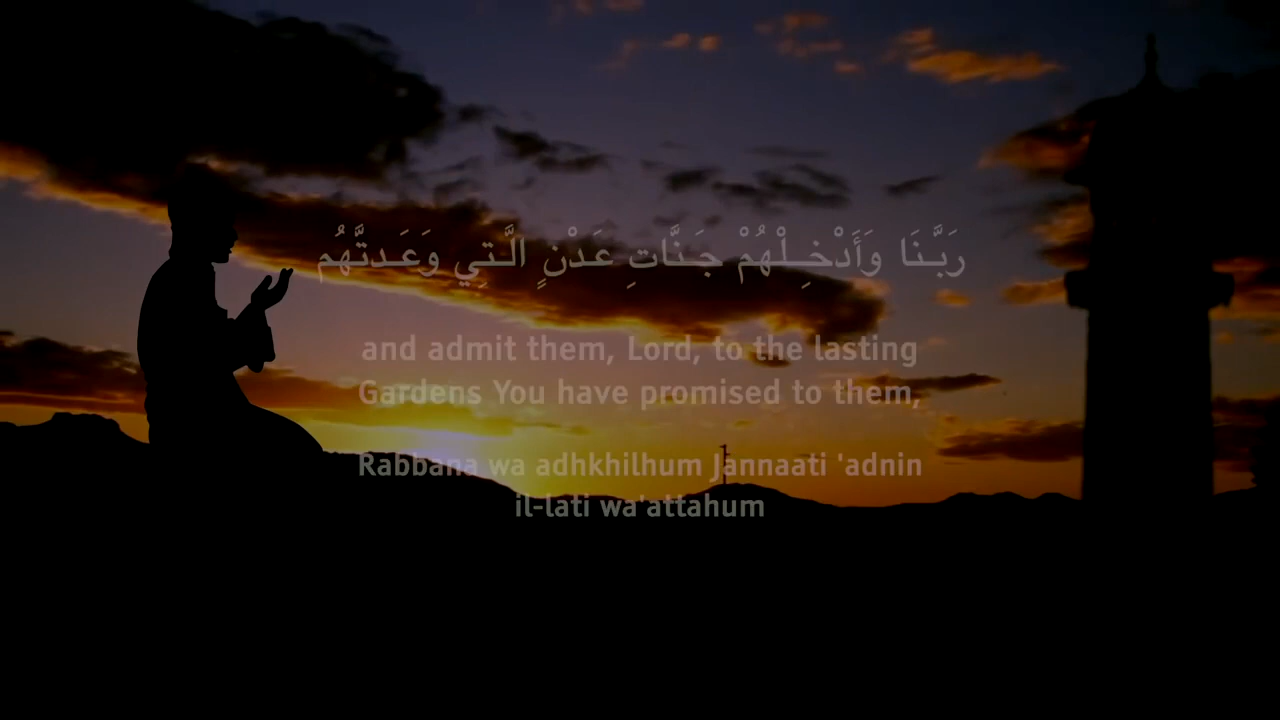 رَبَّنَا وَأَدْخِلْهُمْ جَنَّاتِ عَدْنٍ الَّتِي وَعَدتَّهُم
and admit them, Lord, to the lasting
Gardens You have promised to them,
Rabbana wa adhkhilhum Jannaati 'adnin
il-lati wa'attahum